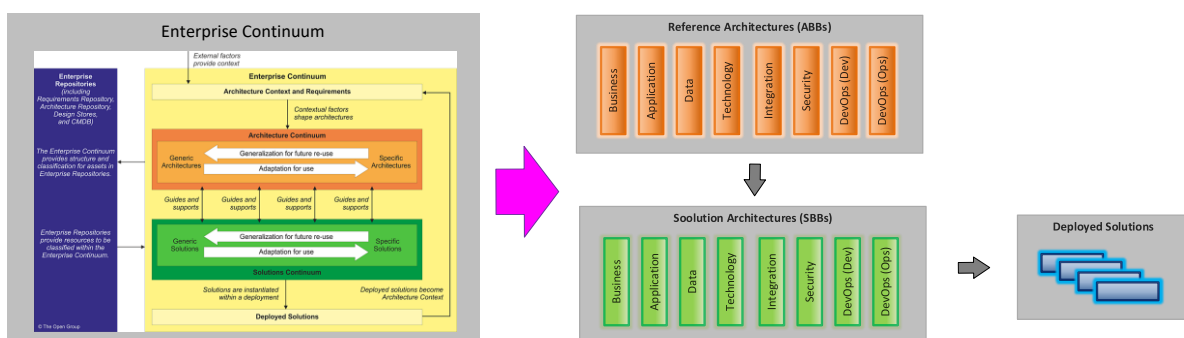 Enterprise Continuum
External factors
provide context
Enterprise
Repositories
(including
Requirements Repository,
Architecture Repository,
Design Stores,
and CMDB)
The Enterprise Continuum
provides structure and
classification for assets in
Enterprise Repositories.
Enterprise Repositories
provide resources to be
classified within the
Enterprise Continuum.
© The Open Group
Enterprise Continuum
Architecture Context and Requirements
Contextual factors
shape architectures
Architecture Continuum
Generic
Architectures
Generalization for future re-use
Adaptation for use
Specific
Architectures
Guides and
supports
Guides and
supports
Guides and
supports
Guides and
supports
Generic
Solutions
Generalization for future re-use
Adaptation for use
Specific
Solutions
Solutions Continuum
Solutions are instantiated
within a deployment
Deployed solutions become
Architecture Context
Deployed Solutions
Reference Architectures (ABBs)
Business
Application
Data
Technology
Integration
Security
DevOps (Dev)
DevOps (Ops)
Soolution Architectures (SBBs)
Business
Application
Data
Technology
Integration
Security
DevOps (Dev)
DevOps (Ops)
Deployed Solutions